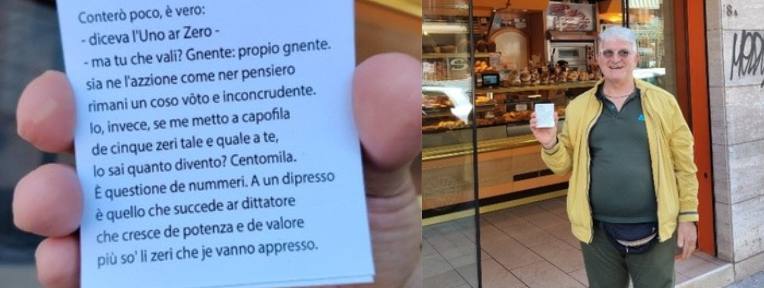 Conterò poco, è vero:
- diceva l'Uno ar Zero -
- ma tu che vali? Gnente: propio gnente.
sia ne l'azzione come ner pensiero
rimani un coso vôto e inconcrudente.
Io, invece, se me metto a capofila
de cinque zeri tale e quale a te,
lo sai quanto divento? Centomila.
È questione de nummeri. A un dipresso
è quello che succede ar dittatore
che cresce de potenza e de valore
più so' li zeri che je vanno appresso.